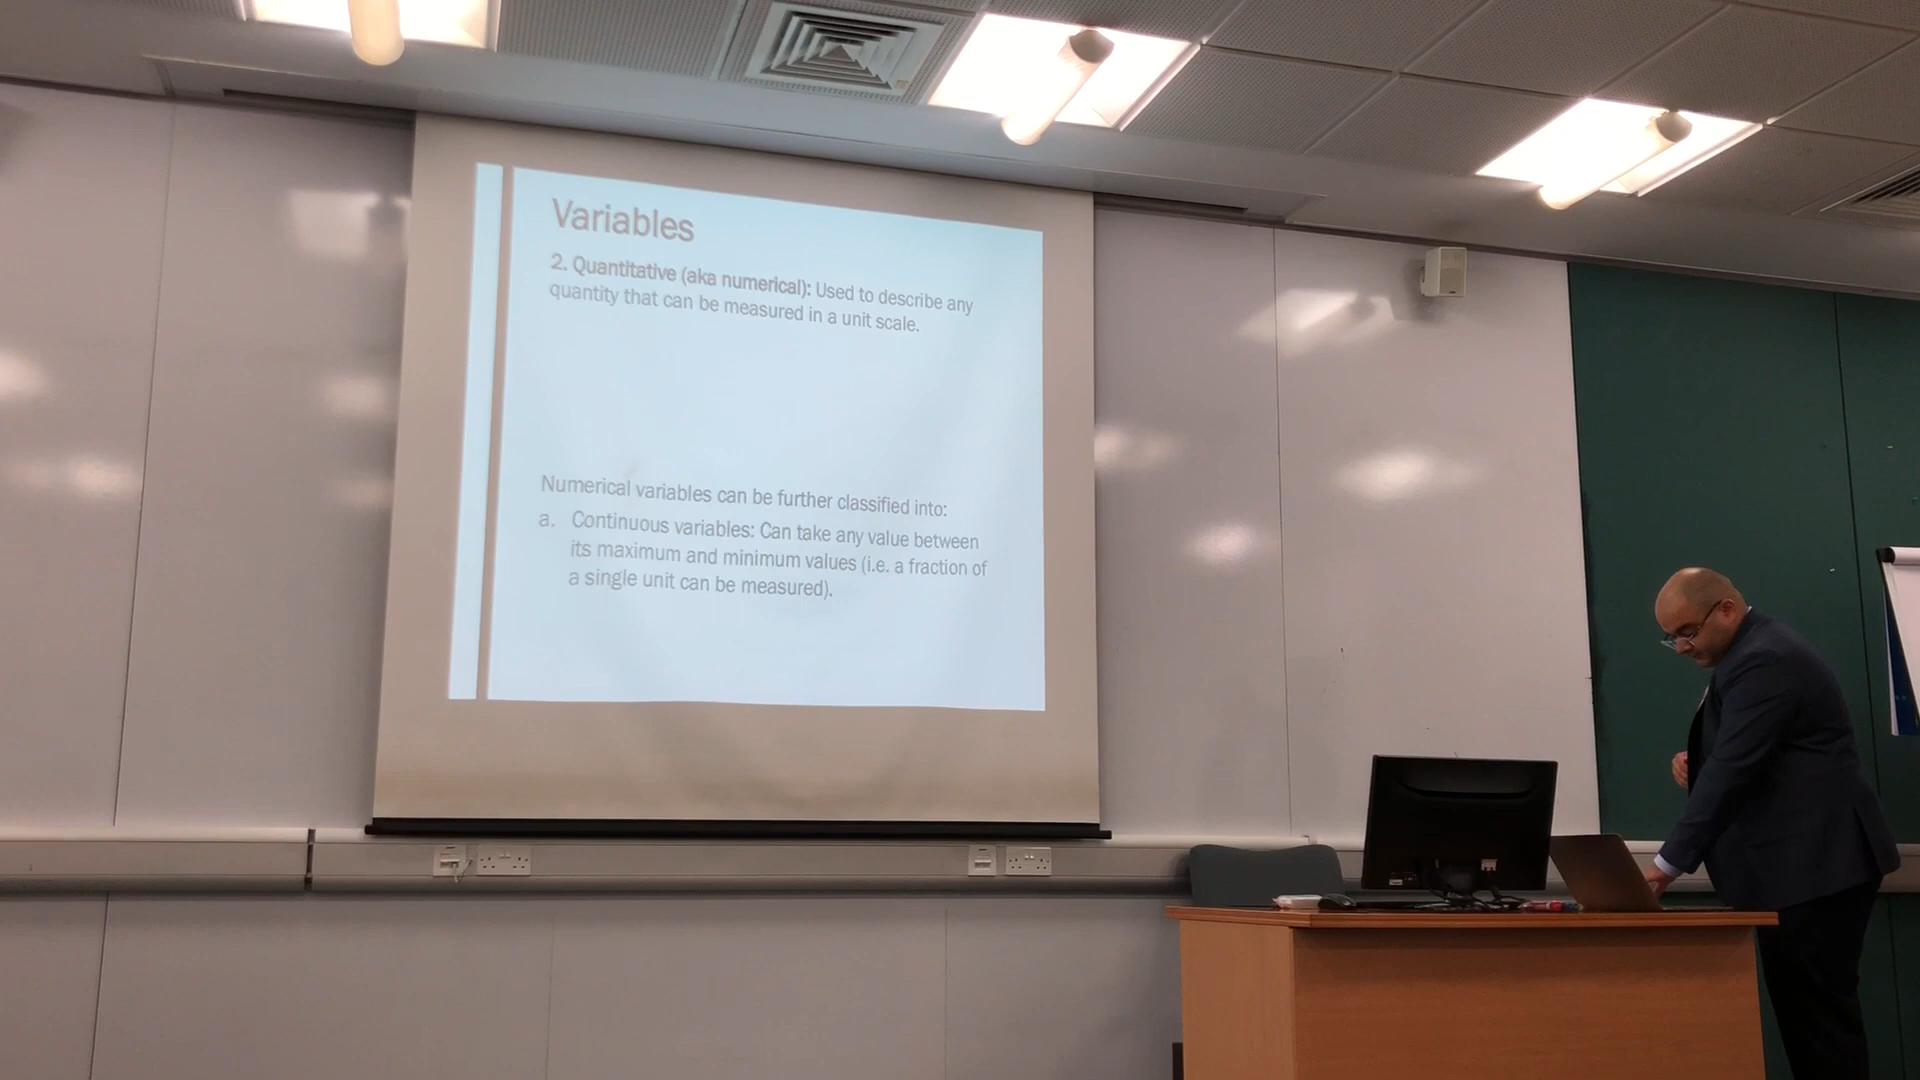 Variables
2. Quantitative (aka numerical): Used to describe any
quantity that can be measured in a unit scale.
Numerical variables can be further classified into:
a. Continuous variables: Can take any value between
its maximum and minimum values (i.e. a fraction of
a single unit can be measured).